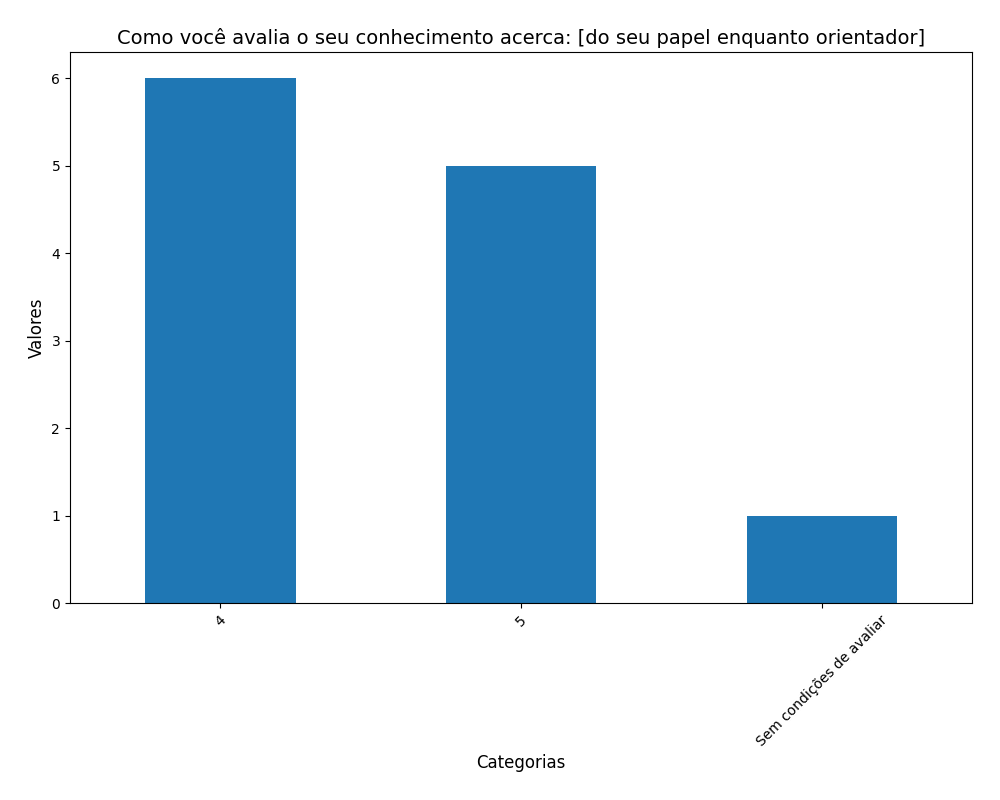 Como você avalia o seu conhecimento acerca: [do seu papel enquanto orientador]
6
5
4
3
2
1
0
Valores
4
5
Sem condições de avaliar
Categorias